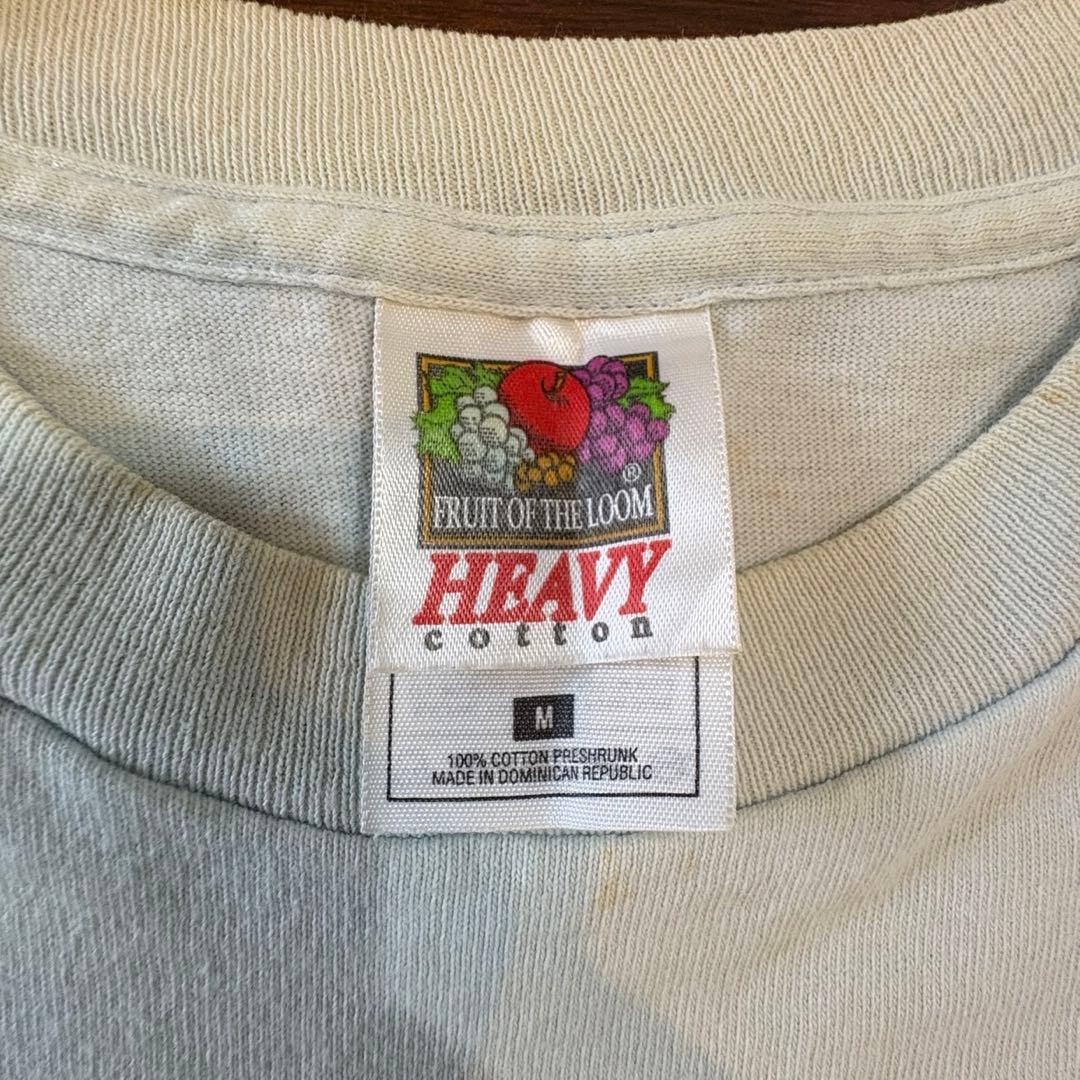 ®
FRUIT OF THE LOOM
HEAVY
cotton
M
100% COTTON PRESHRUNK
MADE IN DOMINICAN REPUBLIC